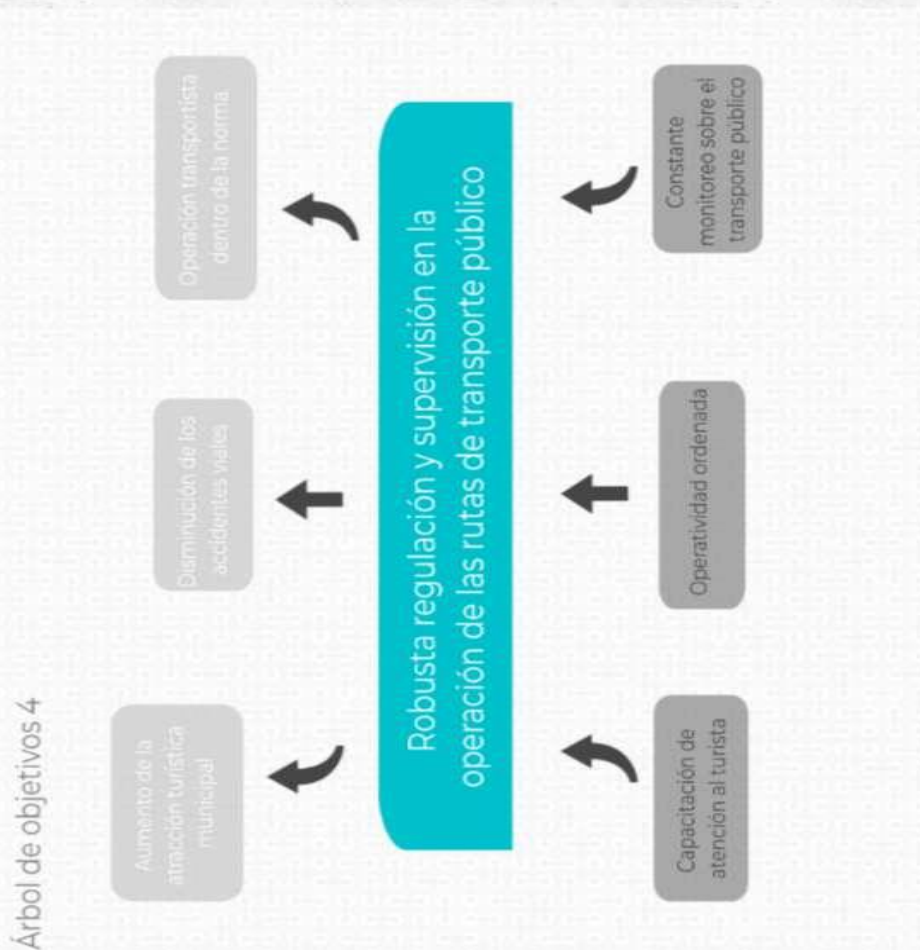 Árbol de objetivos 4
Aumento de la
atración turística
municipal
Disminución de los
accidentes viales
Operación transportista
dentro de la norma
Robusta regulación y supervisión en la
operación de las rutas de transporte público
Capacitación de
atención al turista
Operatividad ordenada
Constante
monitoreo sobre el
transporte público